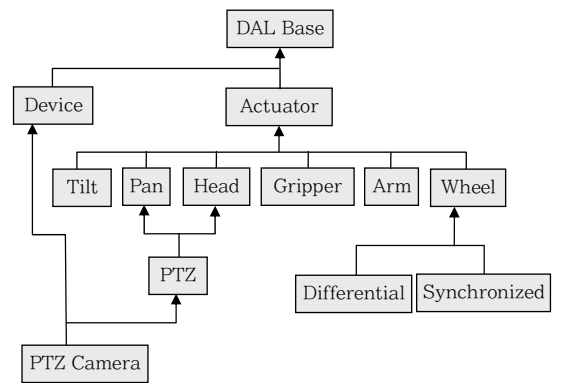 DAL Base
Device
Actuator
Tilt
Pan
Head
Gripper
Arm
Wheel
PTZ
Differential
Synchronized
PTZ Camera